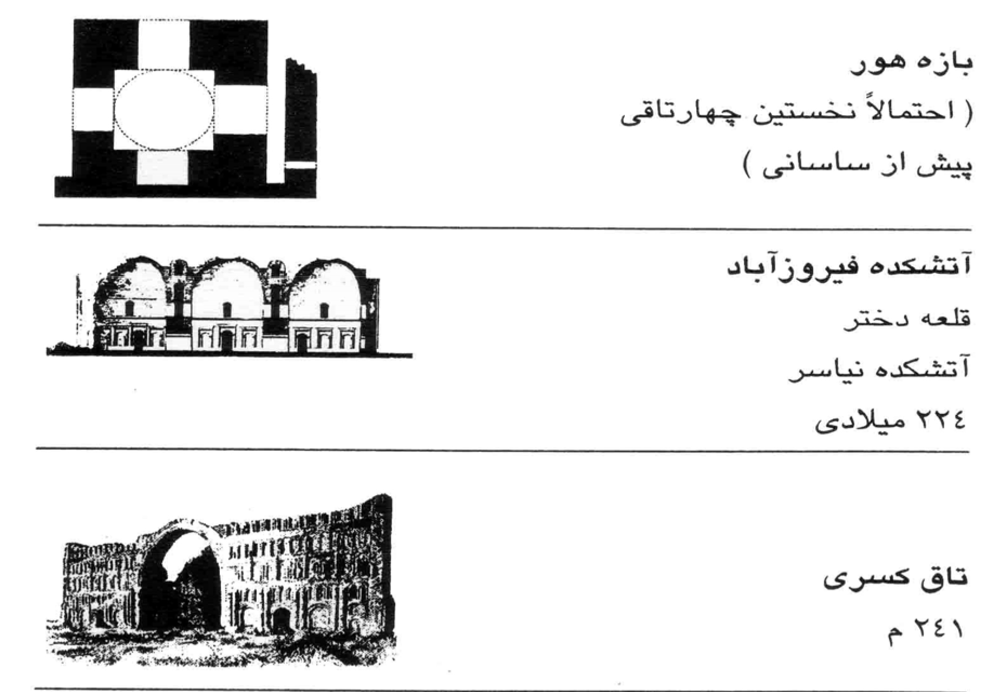 بازه هور
( احتمالاً نخستین چهارتاقی
پیش از ساسانی )
آتشکده فیروزآباد
قلعه دختر
آتشکده نیاسر
۲۲٤ میلادی
تاق کسری
۲٤۱ م